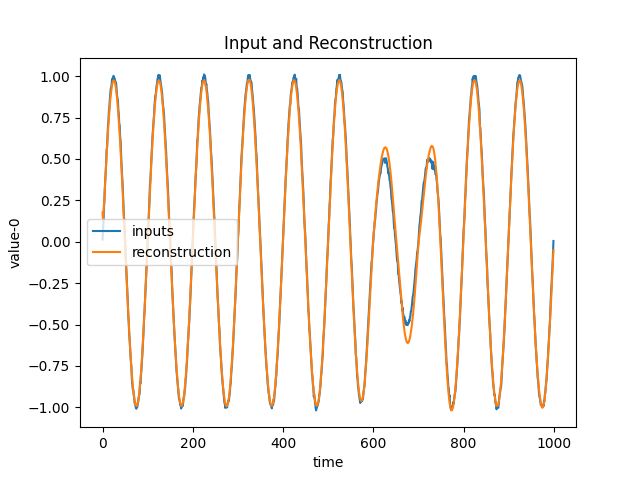 Input and Reconstruction
1.00
0.75
0.50
0.25
0.00
−0.25
−0.50
−0.75
−1.00
value-0
inputs
reconstruction
0 200 400 600 800 1000
time